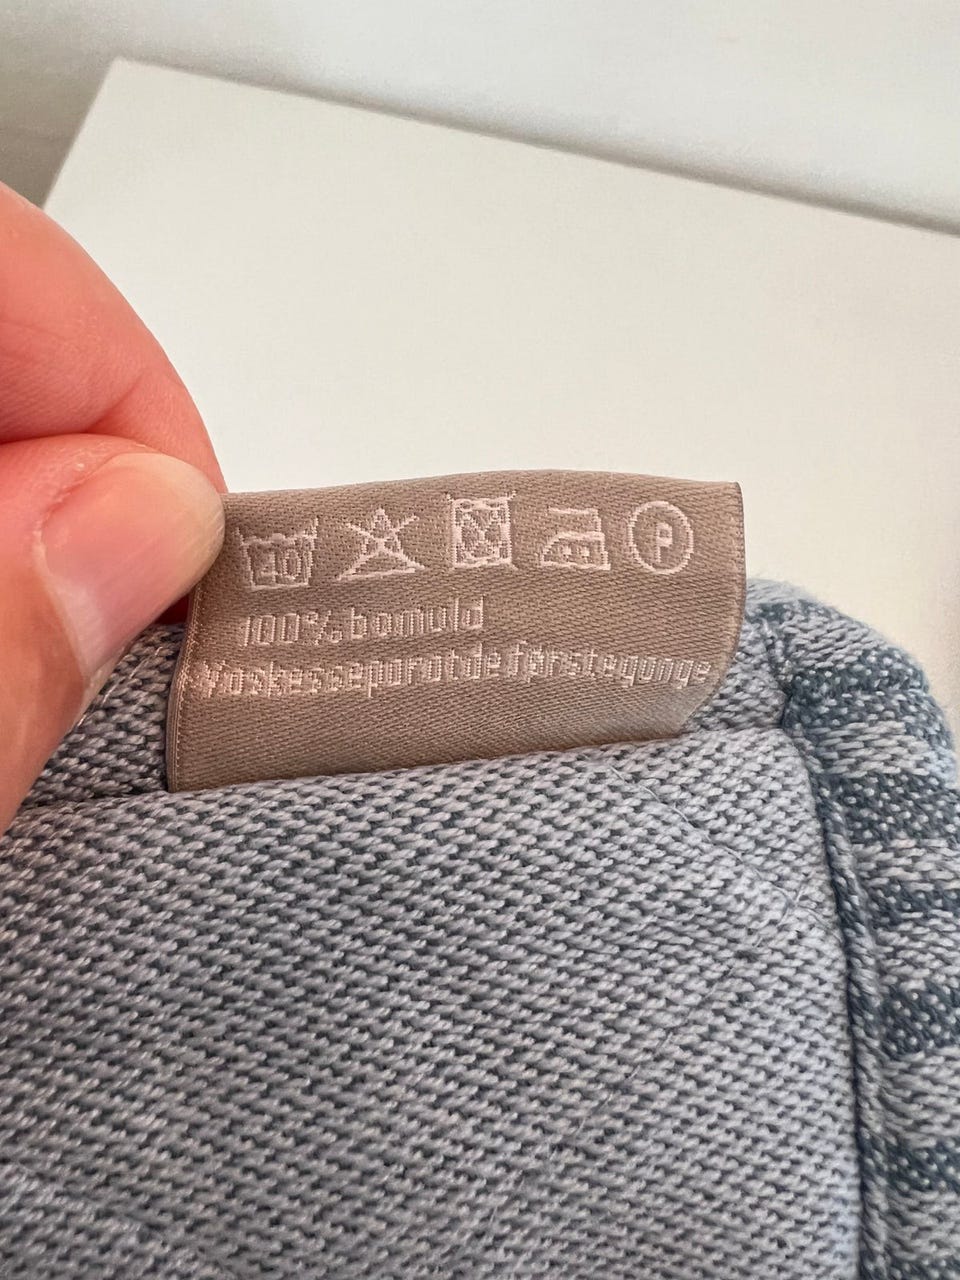 40 P
100% bomuld
Vaskes separat de første gange